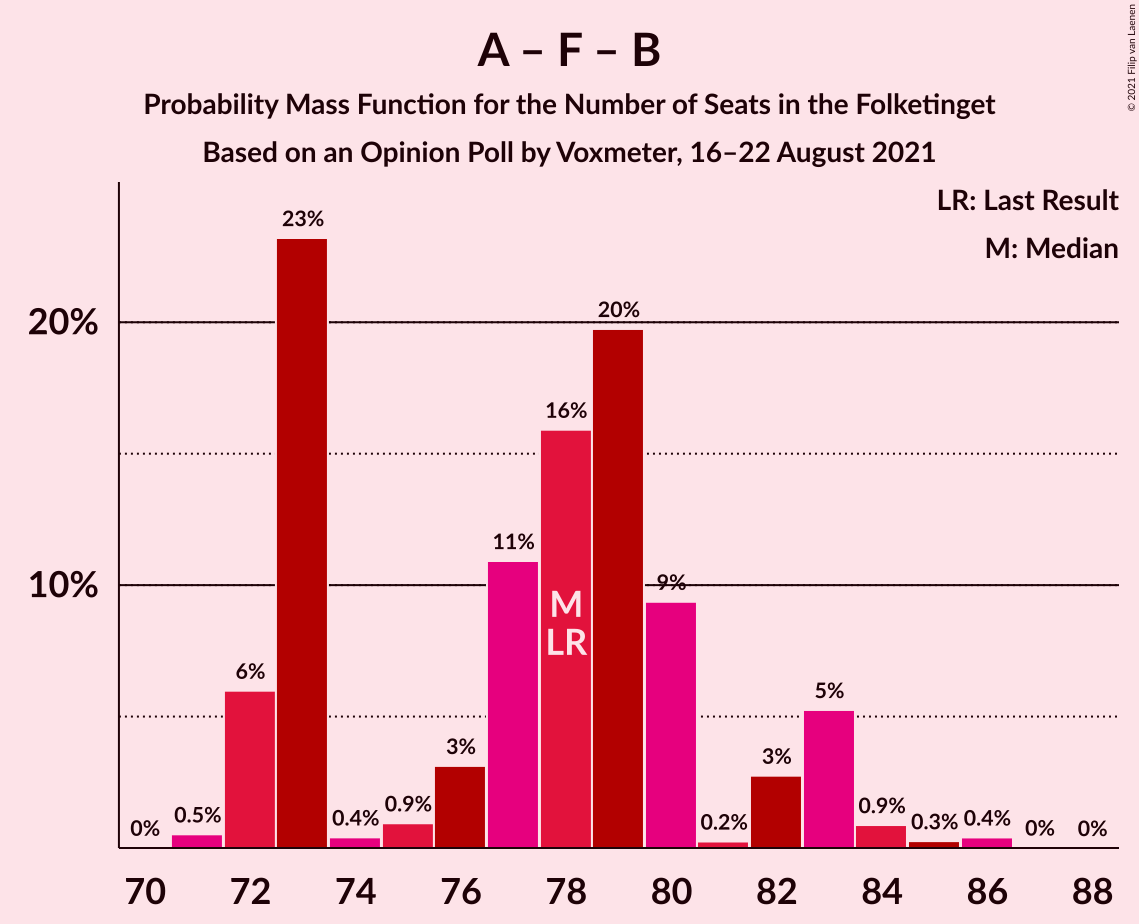 A – F – B
Probability Mass Function for the Number of Seats in the Folketinget
Based on an Opinion Poll by Voxmeter, 16–22 August 2021
© 2021 Filip van Laenen
LR: Last Result
M: Median
20%
10%
0%
0.5%
6%
23%
0.4%
0.9%
3%
11%
16%
20%
9%
0.2%
3%
5%
0.9%
0.3%
0.4%
0%
0%
M
LR
70 72 74 76 78 80 82 84 86 88